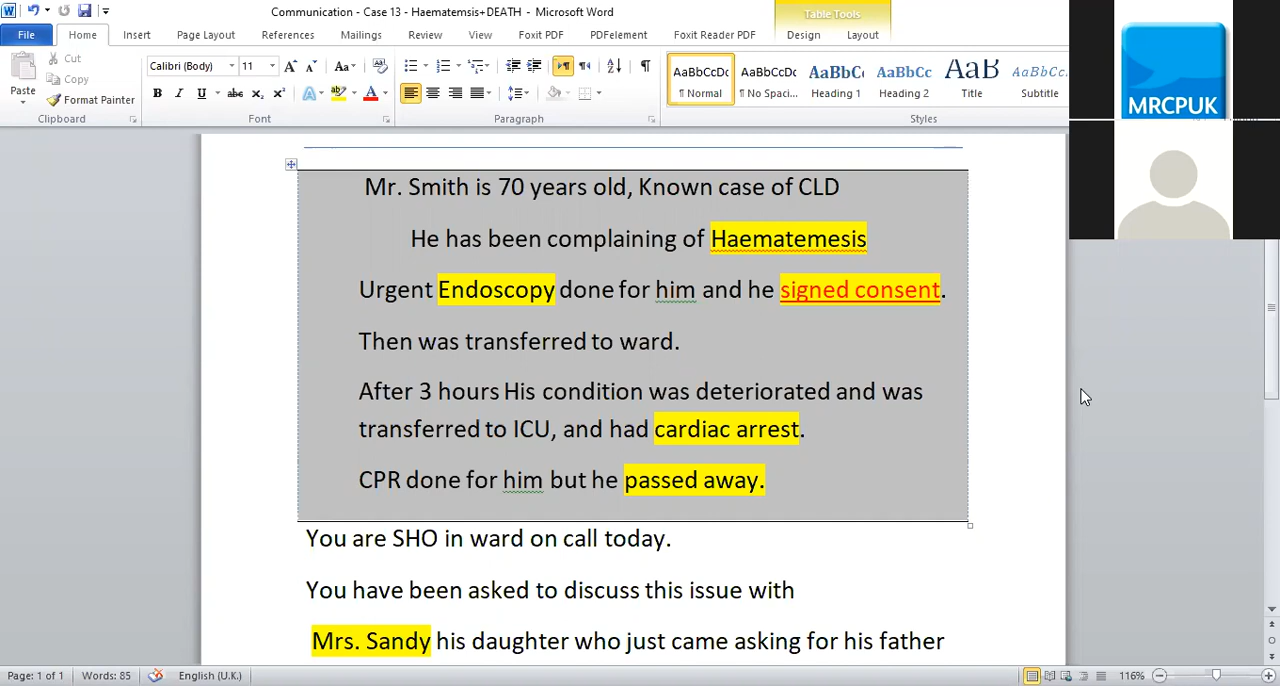 Communication - Case 13 - Haematemsis+DEATH - Microsoft Word
Table Tools
File Home Insert Page Layout References Mailings Review View Foxit PDF PDFelement Foxit Reader PDF Design Layout
Cut
Copy
Format Painter
Paste
Calibri (Body) 11
AaBbCcDc AaBbCcDc AaBbCc AaBbCc AaB AaBbCc
¶ Normal ¶ No Spaci... Heading 1 Heading 2 Title Subtitle
Clipboard Font Paragraph Styles
MRCPUK
Mr. Smith is 70 years old, Known case of CLD
He has been complaining of Haematemesis
Urgent Endoscopy done for him and he signed consent.
Then was transferred to ward.
After 3 hours His condition was deteriorated and was
transferred to ICU, and had cardiac arrest.
CPR done for him but he passed away.
You are SHO in ward on call today.
You have been asked to discuss this issue with
Mrs. Sandy his daughter who just came asking for his father
Page: 1 of 1 Words: 85 English (U.K.) 116%